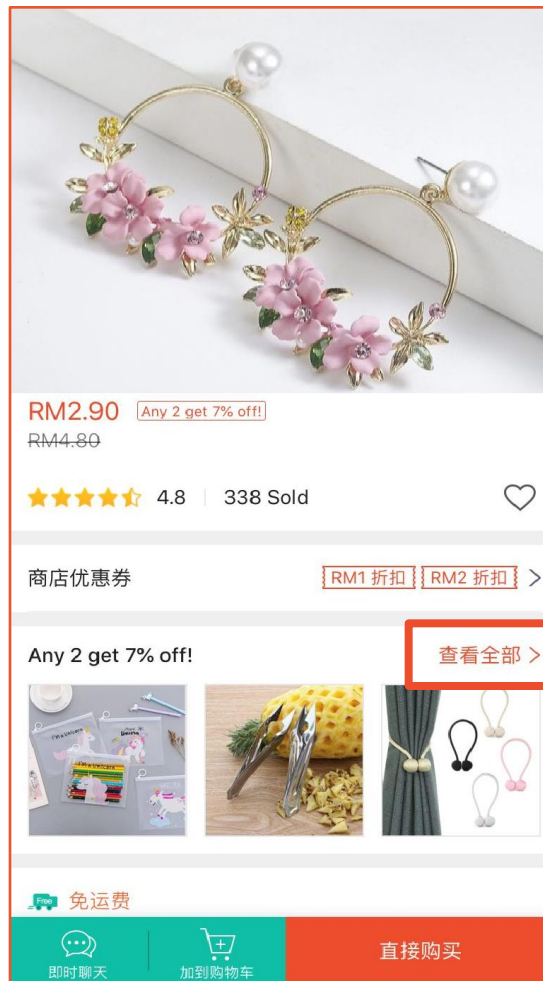 RM2.90 Any 2 get 7% off!
RM4.80
4.8 338 Sold
商店优惠券 RM1 折扣 RM2 折扣
Any 2 get 7% off! 查看全部
I'm a Unicorn
Free 免运费
即时聊天 加到购物车 直接购买